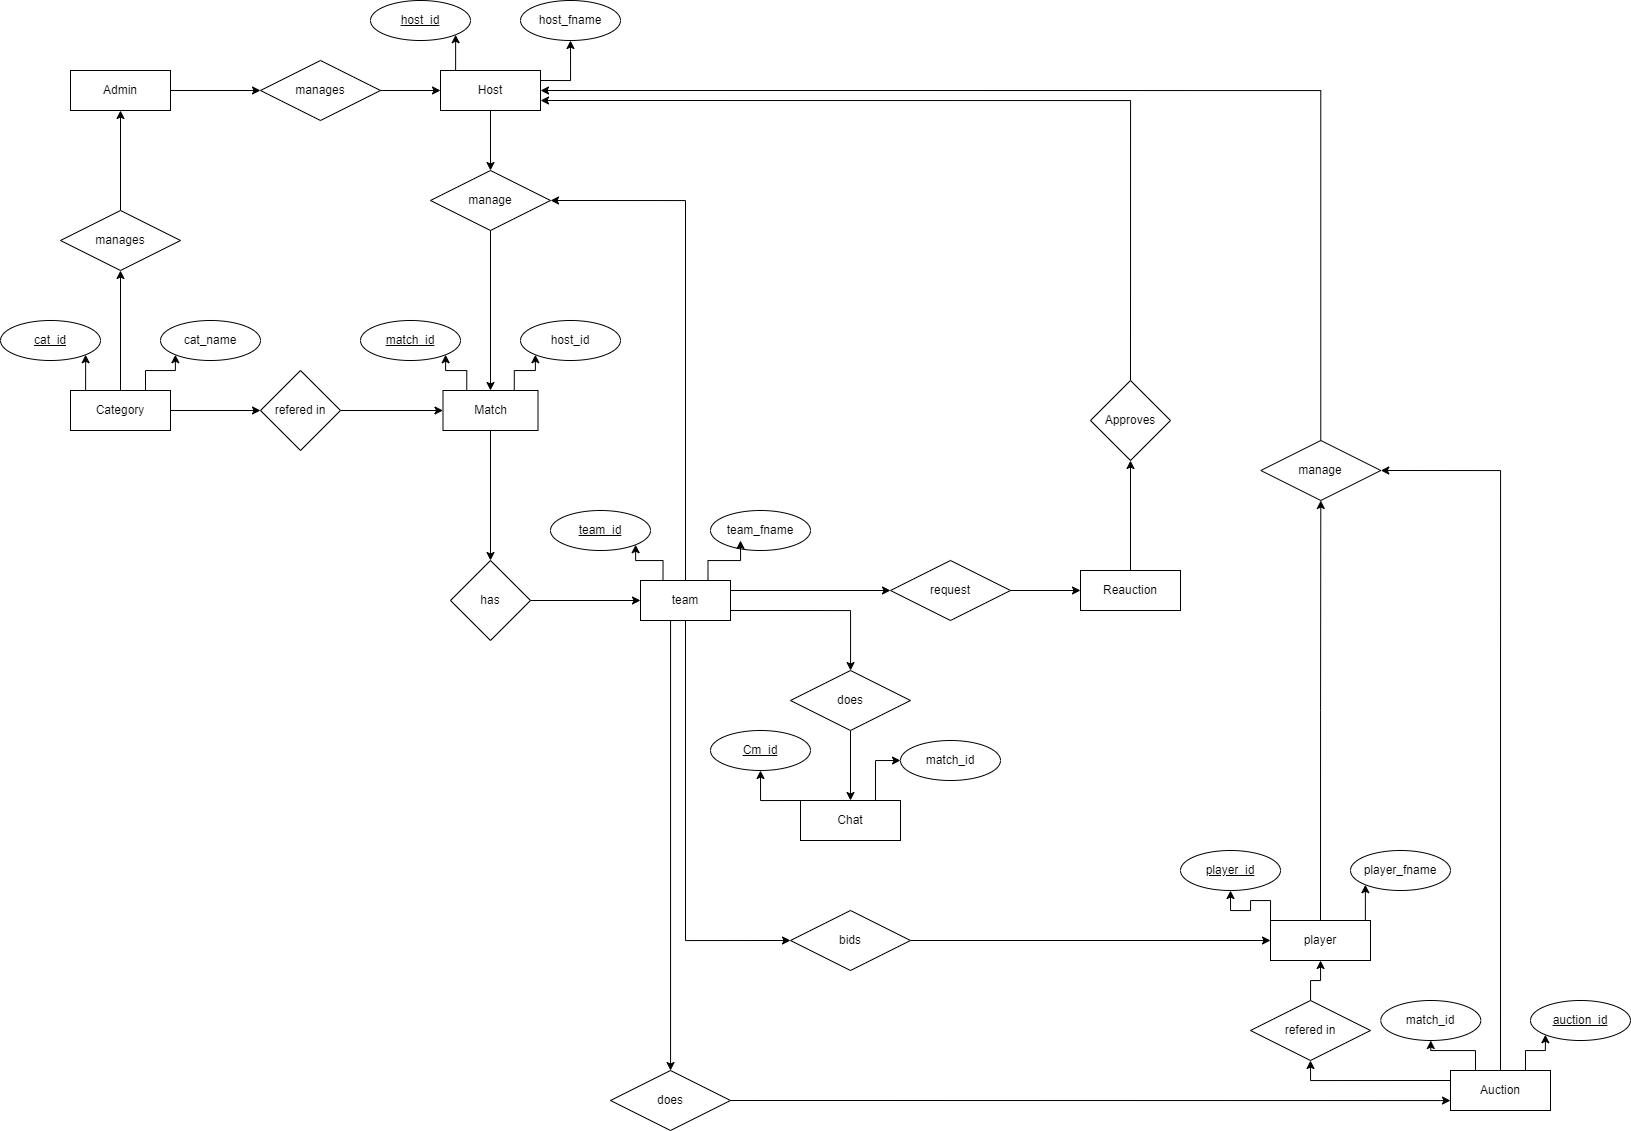 host_id
host_fname
Admin
manages
Host
manage
manages
cat_id
cat_name
match_id
host_id
Category
refered in
Match
Approves
manage
team_id
team_fname
has
team
request
Reauction
does
Cm_id
match_id
Chat
player_id
player_fname
bids
player
refered in
match_id
auction_id
does
Auction